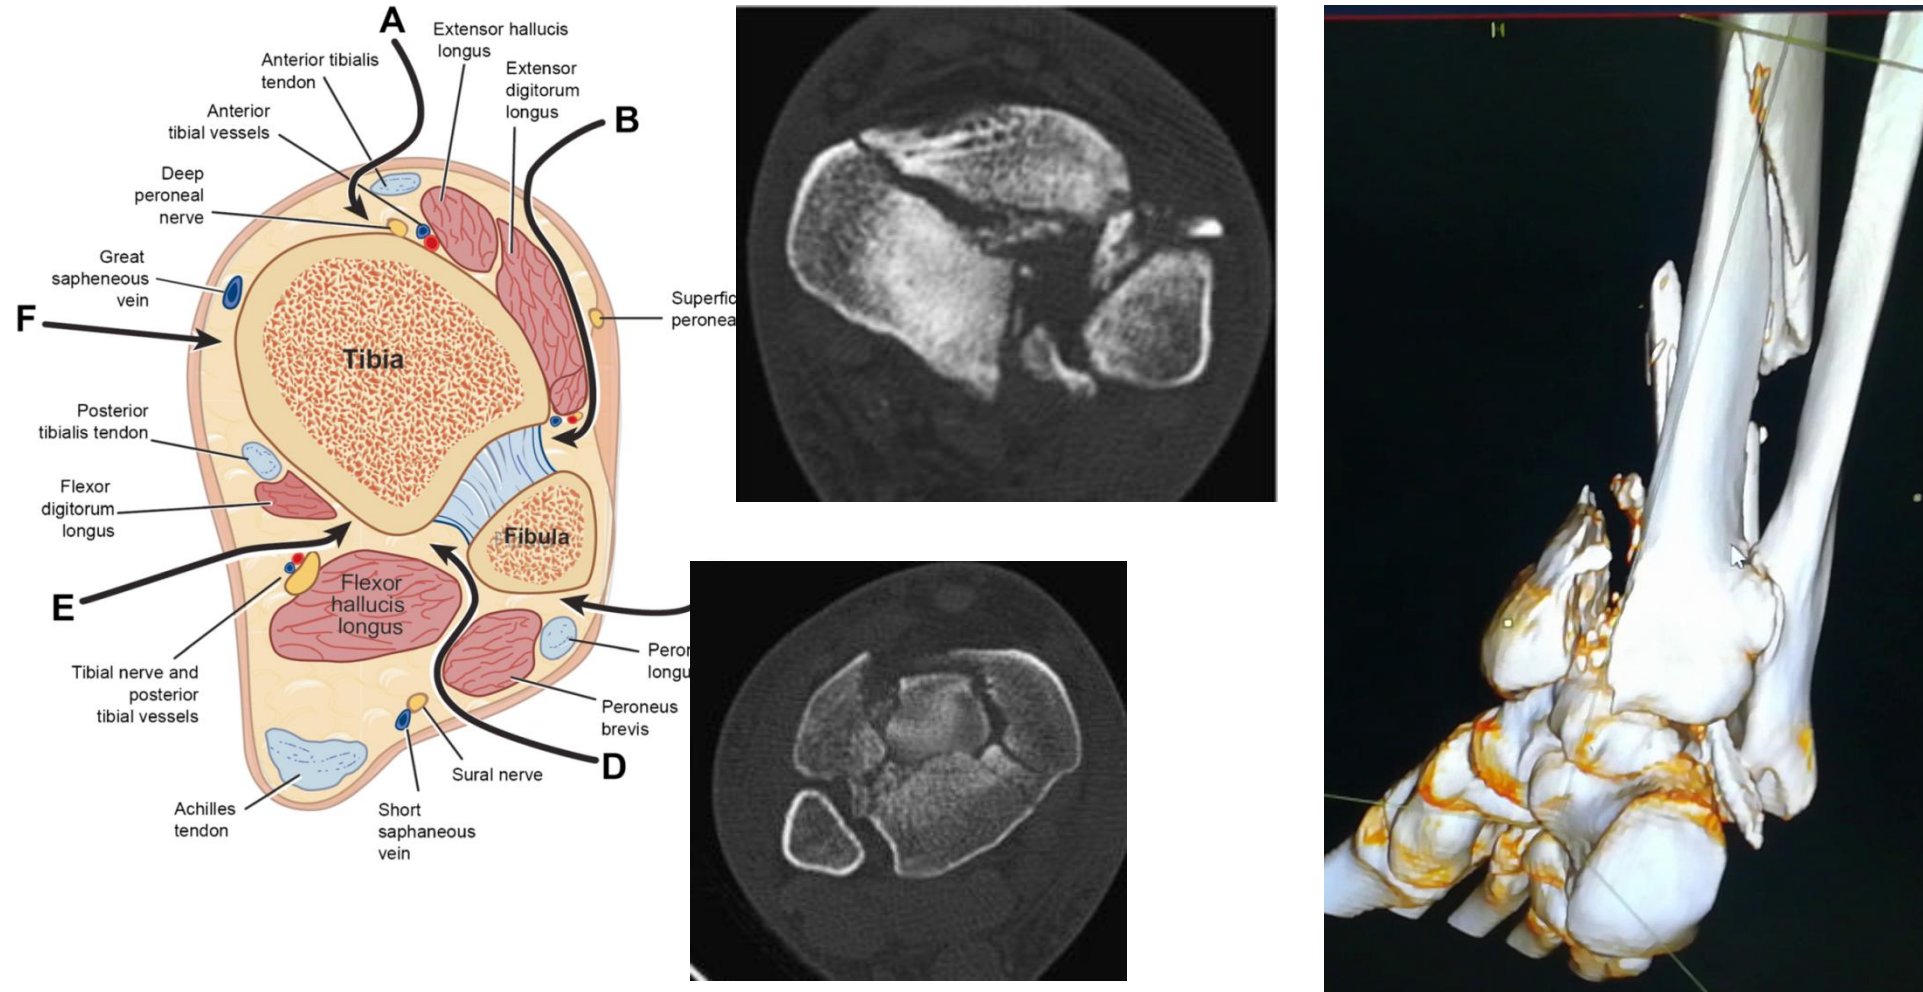 A
Extensor hallucis
longus
Anterior tibialis
tendon
Extensor
digitorum
longus
Anterior
tibial vessels
B
Deep
peroneal
nerve
Great
sapheneous
vein
Superfic
peronea
F
Tibia
Posterior
tibialis tendon
Flexor
digitorum
longus
Fibula
E
Flexor
hallucis
longus
Tibial nerve and
posterior
tibial vessels
Peror
longu
Peroneus
brevis
Sural nerve
D
Achilles
tendon
Short
saphaneous
vein
H